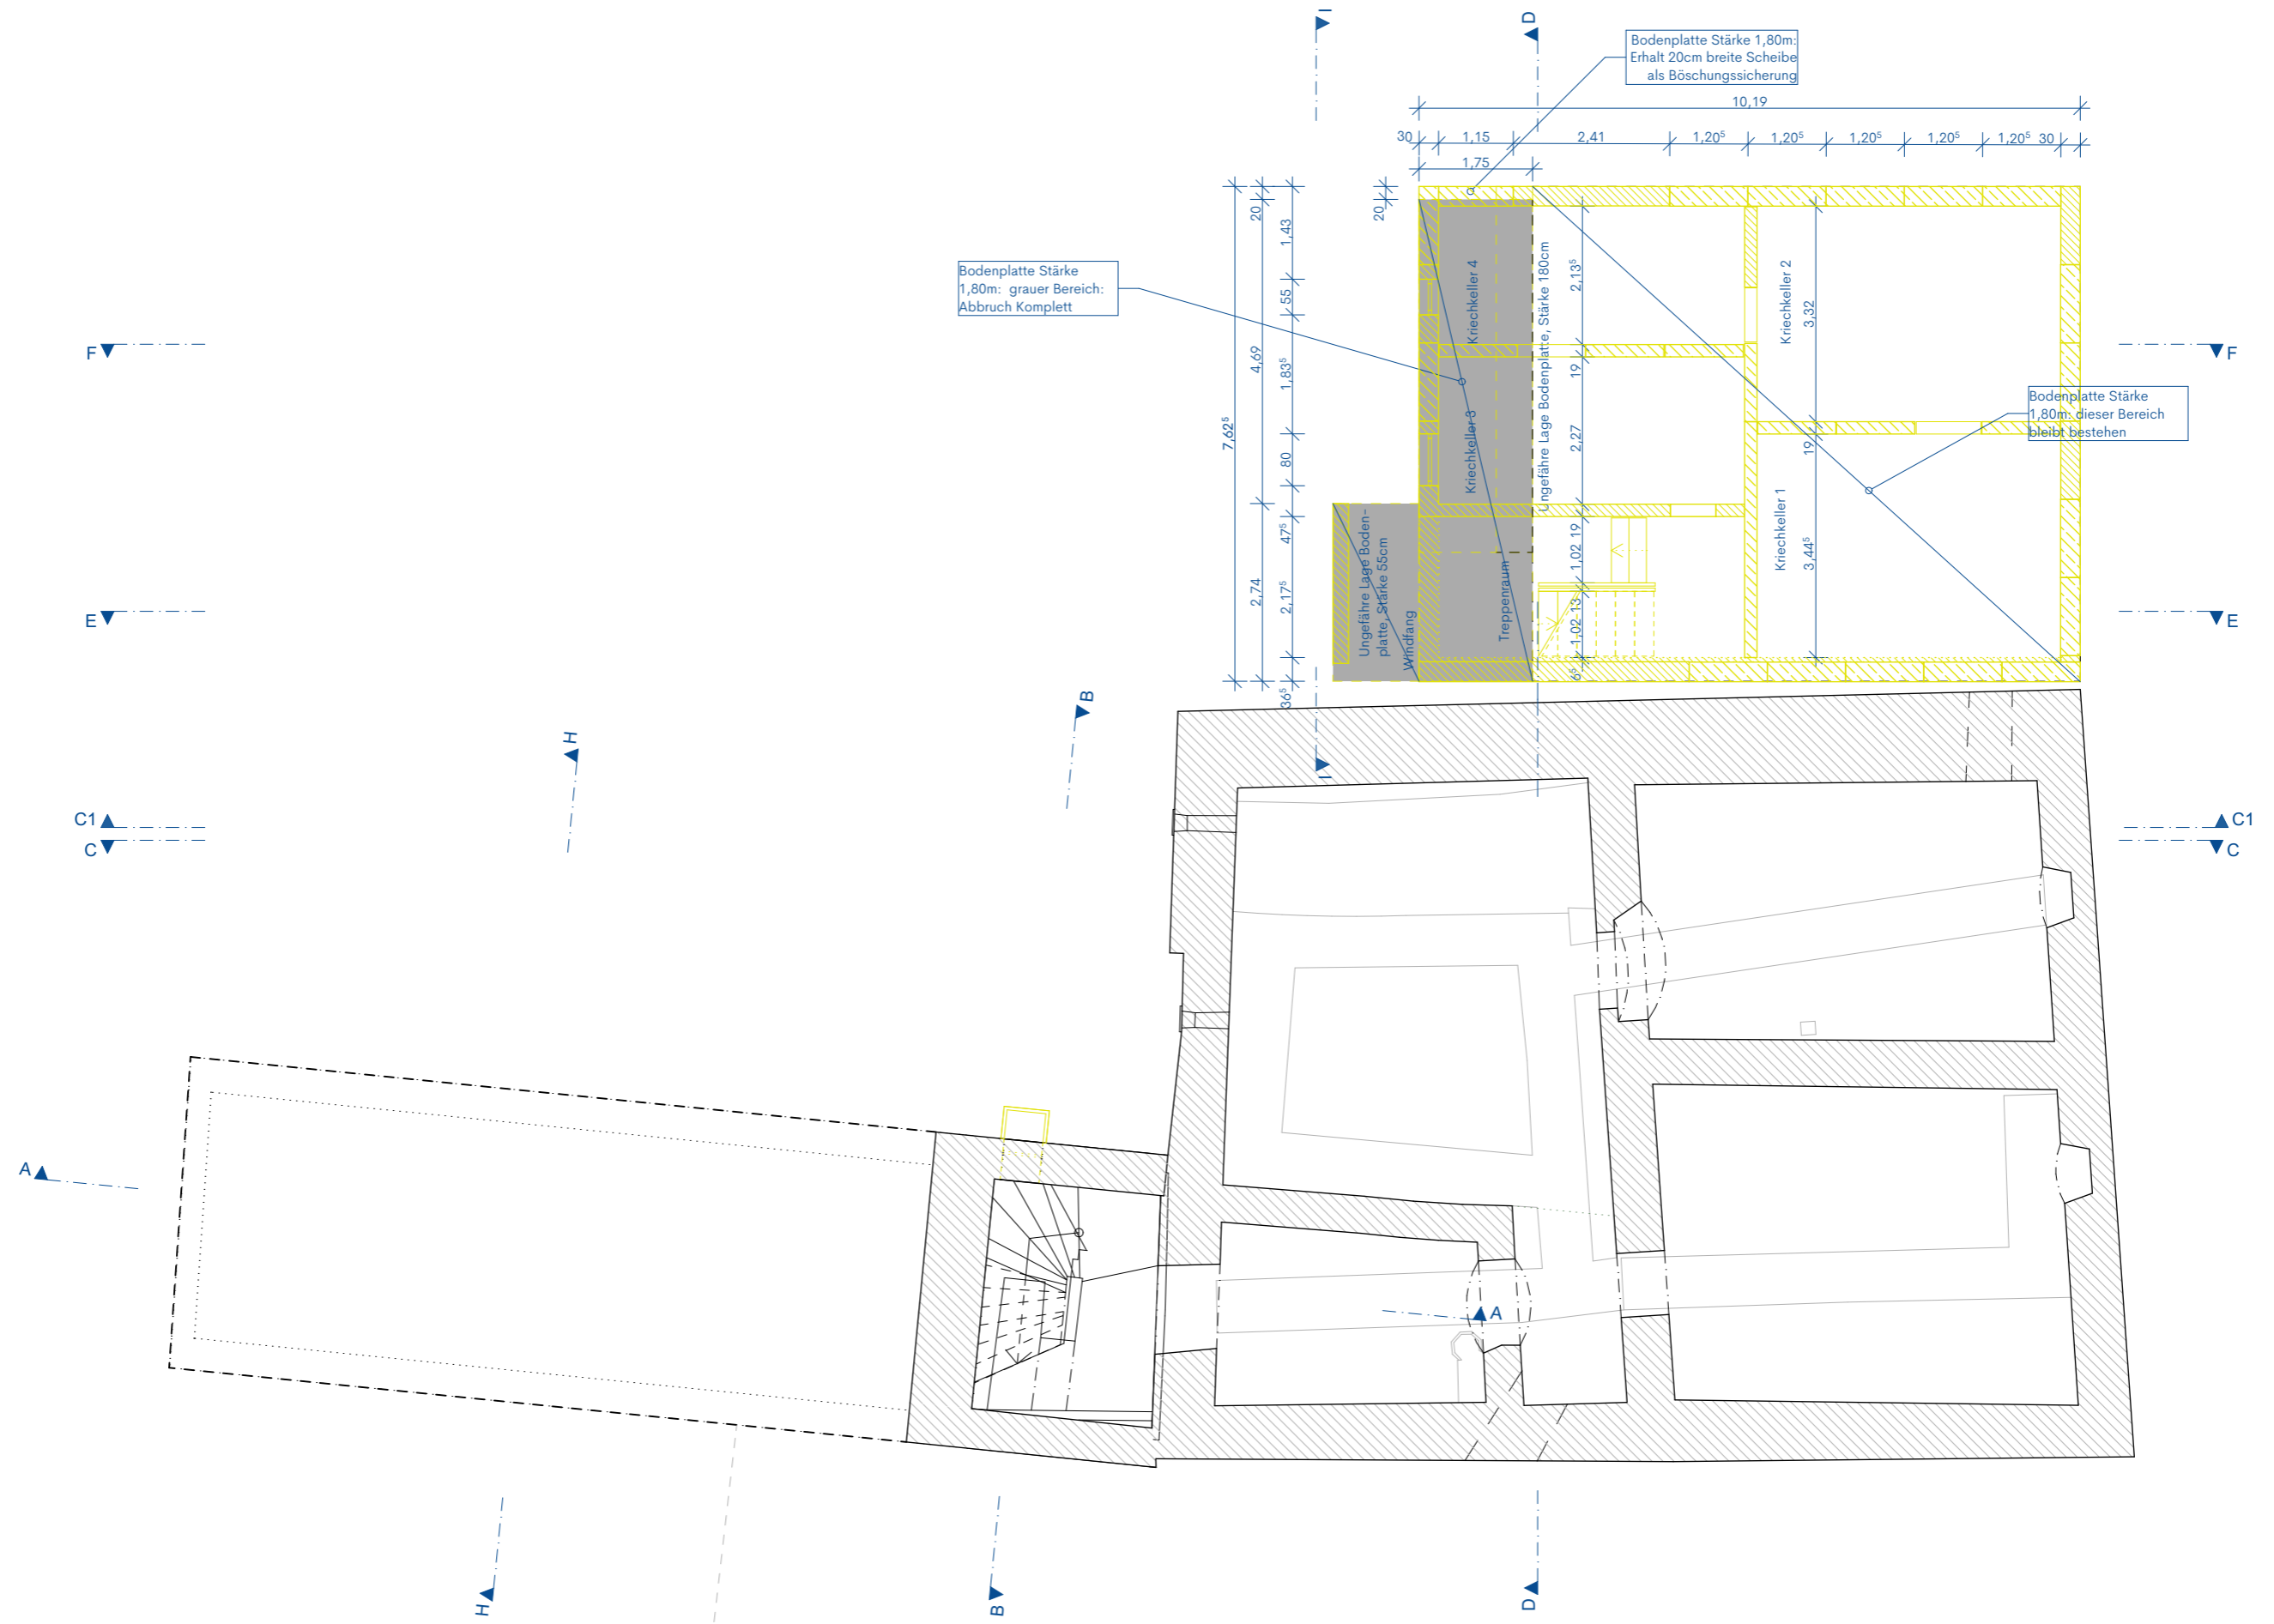 I
D
Bodenplatte Stärke 1,80m:
Erhalt 20cm breite Scheibe
als Böschungssicherung
10,19
30
1,15
2,41
1,20⁵
1,20⁵
1,20⁵
1,20⁵
1,20⁵
30
1,75
20
20
1,43
Bodenplatte Stärke
1,80m: grauer Bereich:
Abbruch Komplett
55
4,69
1,83⁵
7,62⁵
80
47⁵
2,74
2,17⁵
36⁵
Kriechkeller 4
Kriechkeller 3
Ungefähre Lage Bodenplatte, Stärke 180cm
2,13⁵
19
2,27
19
1,02
13
1,02
6⁵
Kriechkeller 2
3,32
19
Kriechkeller 1
3,44⁵
Bodenplatte Stärke
1,80m: dieser Bereich
bleibt bestehen
Ungefähre Lage Boden-
platte, Stärke 55cm
Windfang
Treppenraum
F
F
E
E
B
H
I
C1
C
C1
C
A
A
H
B
D